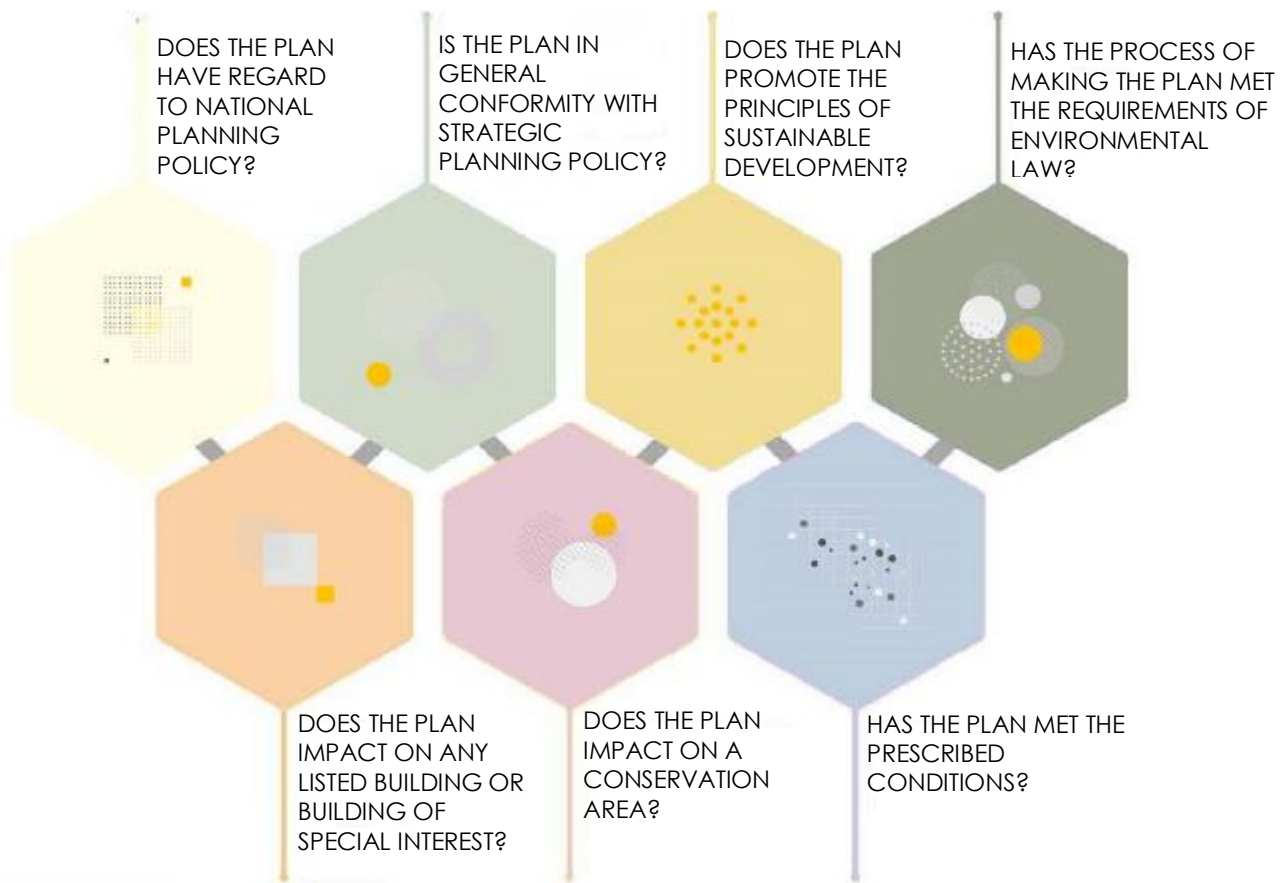 DOES THE PLAN
HAVE REGARD
TO NATIONAL
PLANNING
POLICY?
IS THE PLAN IN
GENERAL
CONFORMITY WITH
STRATEGIC
PLANNING POLICY?
DOES THE PLAN
PROMOTE THE
PRINCIPLES OF
SUSTAINABLE
DEVELOPMENT?
HAS THE PROCESS OF
MAKING THE PLAN MET
THE REQUIREMENTS OF
ENVIRONMENTAL
LAW?
DOES THE PLAN
IMPACT ON ANY
LISTED BUILDING OR
BUILDING OF
SPECIAL INTEREST?
DOES THE PLAN
IMPACT ON A
CONSERVATION
AREA?
HAS THE PLAN MET THE
PRESCRIBED
CONDITIONS?